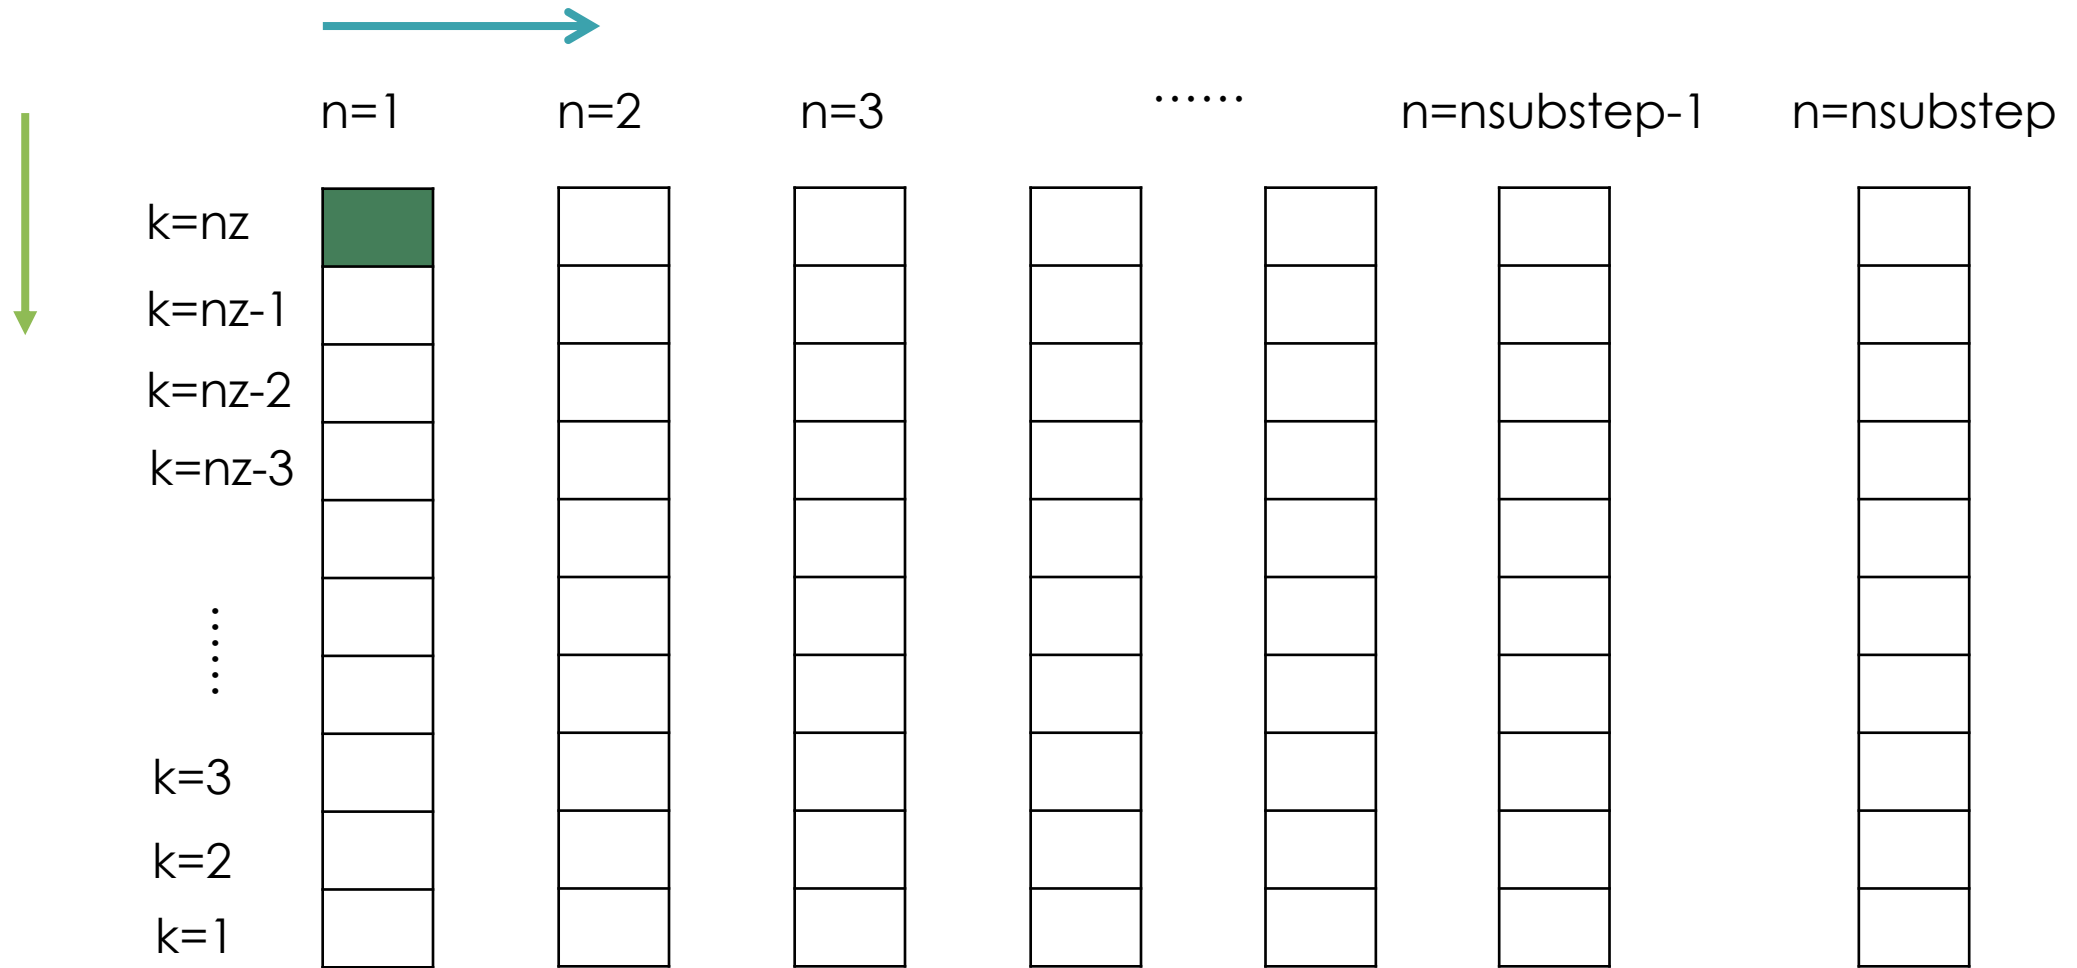 n=1 n=2 n=3 ...... n=nsubstep-1 n=nsubstep
k=nz
k=nz-1
k=nz-2
k=nz-3
......
k=3
k=2
k=1